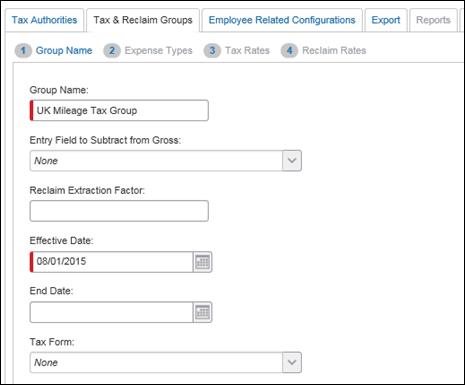 Tax Authorities Tax & Reclaim Groups Employee Related Configurations Export Reports
1 Group Name 2 Expense Types 3 Tax Rates 4 Reclaim Rates
Group Name:
UK Mileage Tax Group
Entry Field to Subtract from Gross:
None
Reclaim Extraction Factor:
Effective Date:
08/01/2015
End Date:
Tax Form:
None